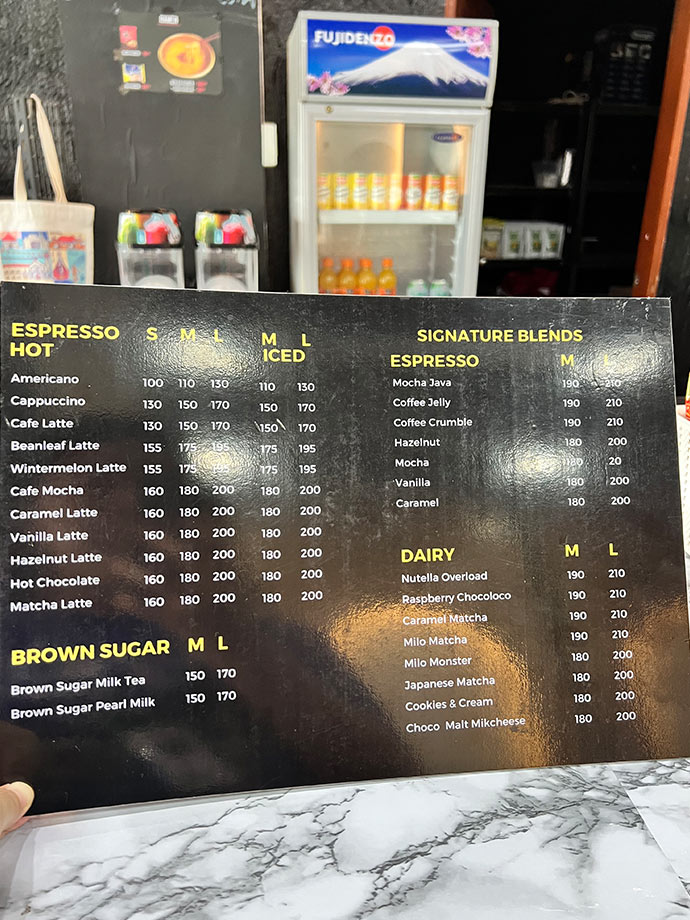 FUJIDENZO
ESPRESSO HOT S M L M L ICED
Americano 100 110 130 110 130
Cappuccino 130 150 170 150 170
Cafe Latte 130 150 170 150 170
Beanleaf Latte 155 175 195 175 195
Wintermelon Latte 155 175 195 175 195
Cafe Mocha 160 180 200 180 200
Caramel Latte 160 180 200 180 200
Vanilla Latte 160 180 200 180 200
Hazelnut Latte 160 180 200 180 200
Hot Chocolate 160 180 200 180 200
Matcha Latte 160 180 200 180 200
BROWN SUGAR M L
Brown Sugar Milk Tea 150 170
Brown Sugar Pearl Milk 150 170
SIGNATURE BLENDS
ESPRESSO M L
Mocha Java 190 210
Coffee Jelly 190 210
Coffee Crumble 190 210
Hazelnut 180 200
Mocha 180 20
Vanilla 180 200
Caramel 180 200
DAIRY M L
Nutella Overload 190 210
Raspberry Chocoloco 190 210
Caramel Matcha 190 210
Milo Matcha 190 210
Milo Monster 180 200
Japanese Matcha 180 200
Cookies & Cream 180 200
Choco Malt Mikcheese 180 200